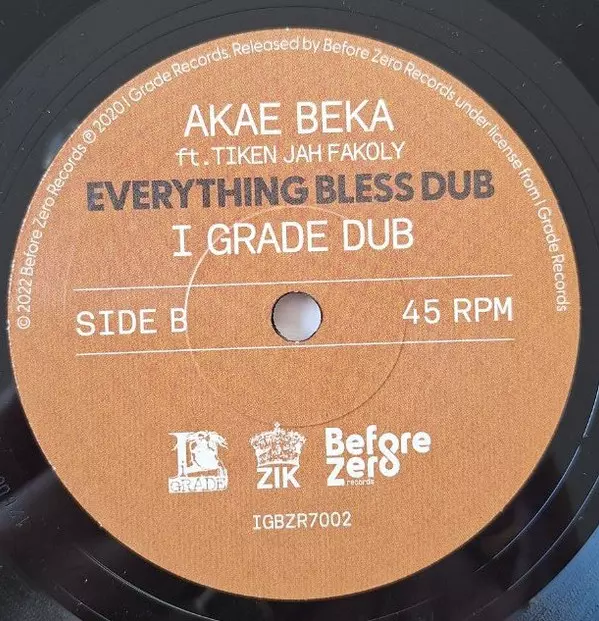 © 2022 Before Zero Records ℗ 2020 I Grade Records. Released by Before Zero Records under license from I Grade Records
AKAE BEKA
ft. TIKEN JAH FAKOLY
EVERYTHING BLESS DUB
I GRADE DUB
SIDE B
45 RPM
I GRADE
ZIK
Before
Zero
records
IGBZR7002